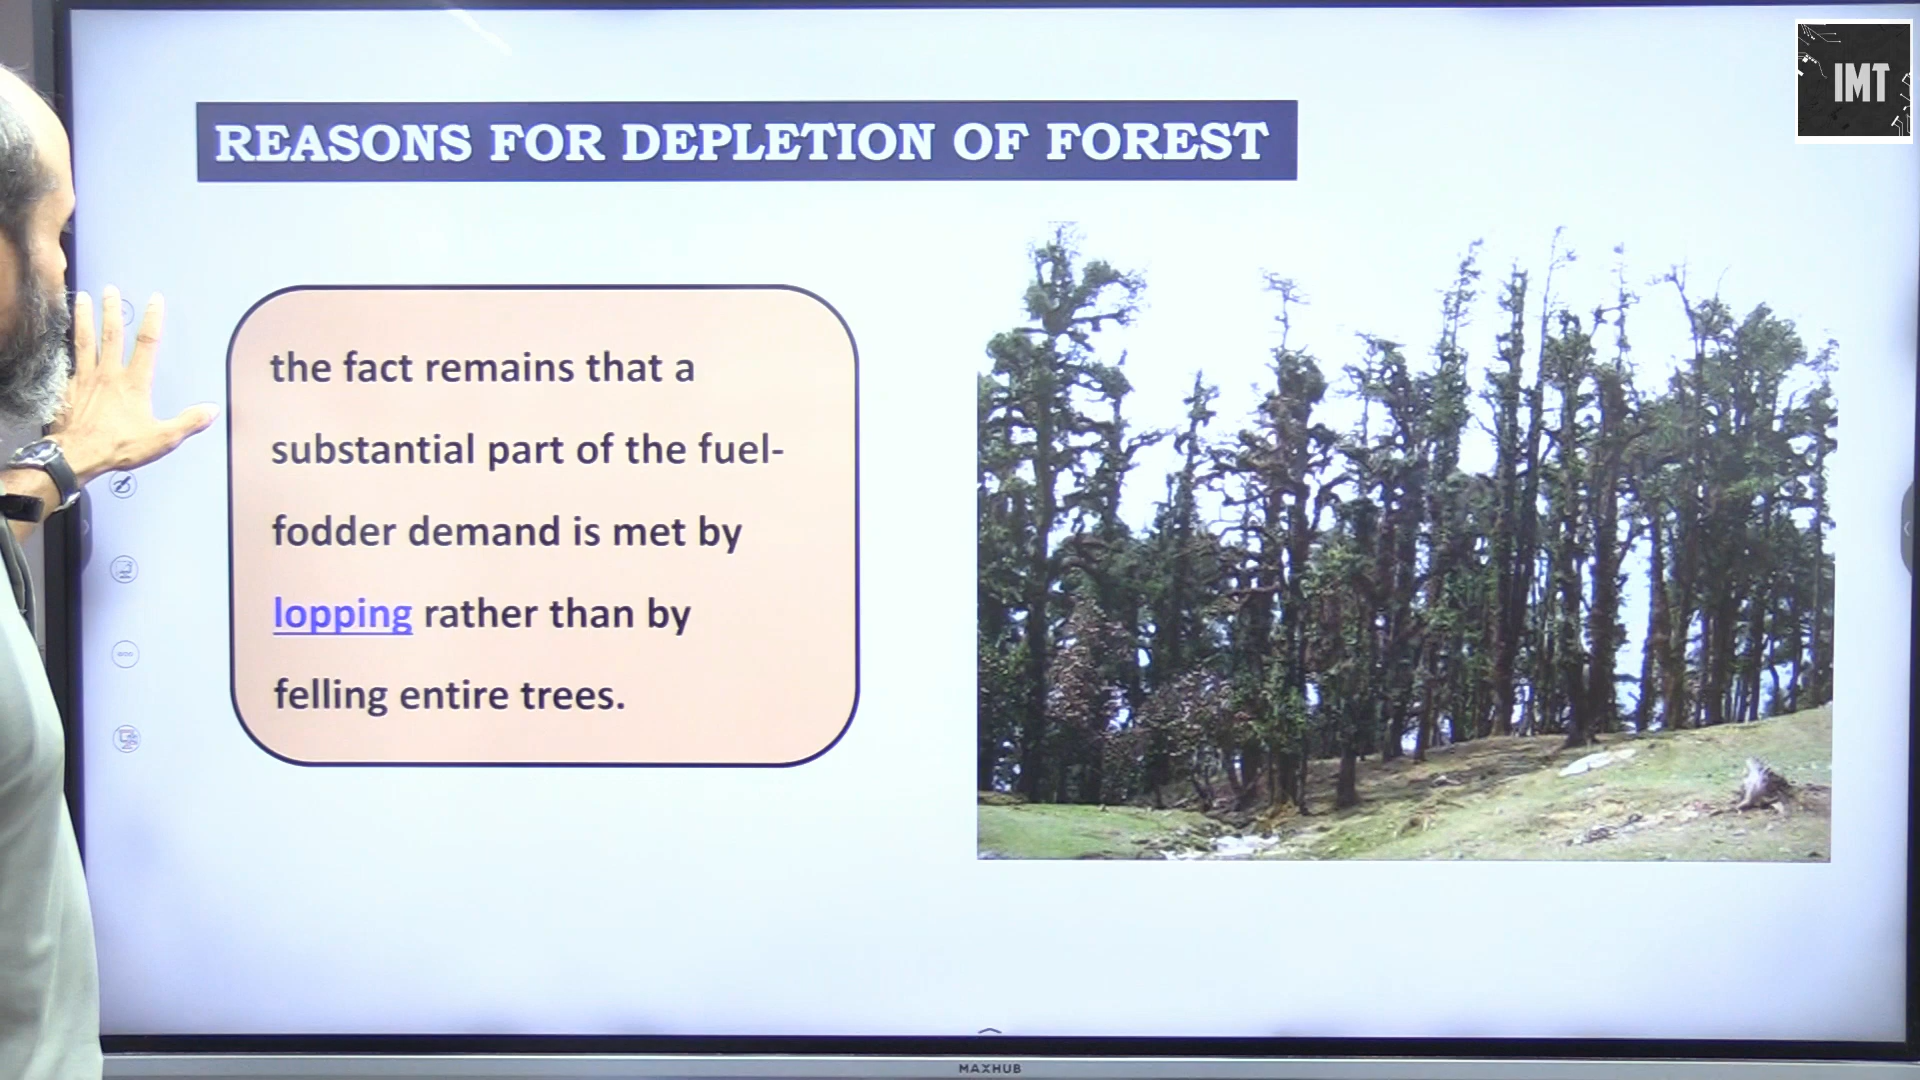 IMT
REASONS FOR DEPLETION OF FOREST
the fact remains that a
substantial part of the fuel-
fodder demand is met by
lopping rather than by
felling entire trees.
MAXHUB